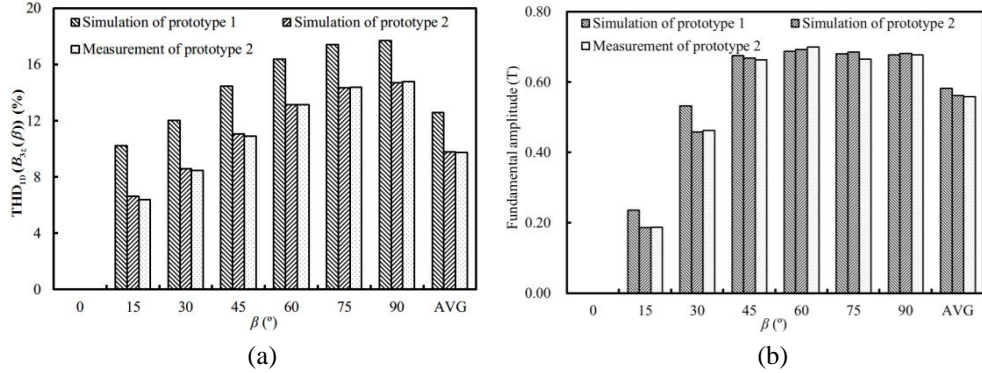 (a)
Simulation of prototype 1
Simulation of prototype 2
Measurement of prototype 2
THD1D(B3z(β)) (%)
20
16
12
8
4
0
0 15 30 45 60 75 90 AVG
β (°)
(a)
(b)
Simulation of prototype 1
Simulation of prototype 2
Measurement of prototype 2
Fundamental amplitude (T)
0.80
0.60
0.40
0.20
0.00
0 15 30 45 60 75 90 AVG
β (°)
(b)